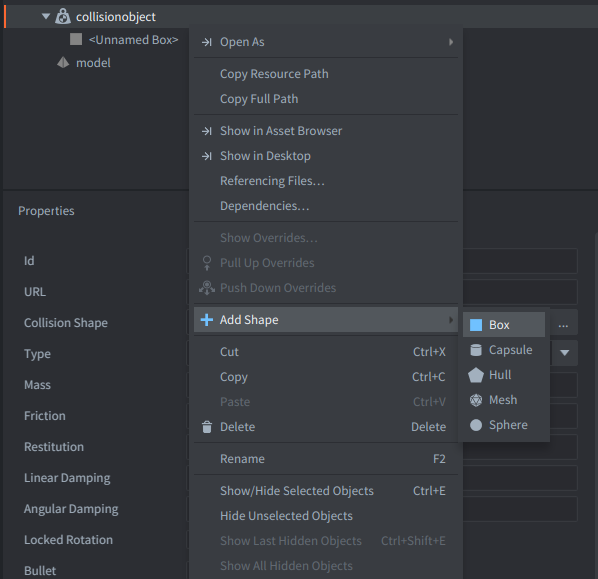 collisionobject
<Unnamed Box>
model
Open As
Copy Resource Path
Copy Full Path
Show in Asset Browser
Show in Desktop
Referencing Files…
Dependencies…
Show Overrides…
Pull Up Overrides
Push Down Overrides
Add Shape
Cut Ctrl+X
Copy Ctrl+C
Paste Ctrl+V
Delete Delete
Rename F2
Show/Hide Selected Objects Ctrl+E
Hide Unselected Objects
Show Last Hidden Objects Ctrl+Shift+E
Show All Hidden Objects
Box
Capsule
Hull
Mesh
Sphere
Properties
Id
URL
Collision Shape
...
Type
Mass
Friction
Restitution
Linear Damping
Angular Damping
Locked Rotation
Bullet